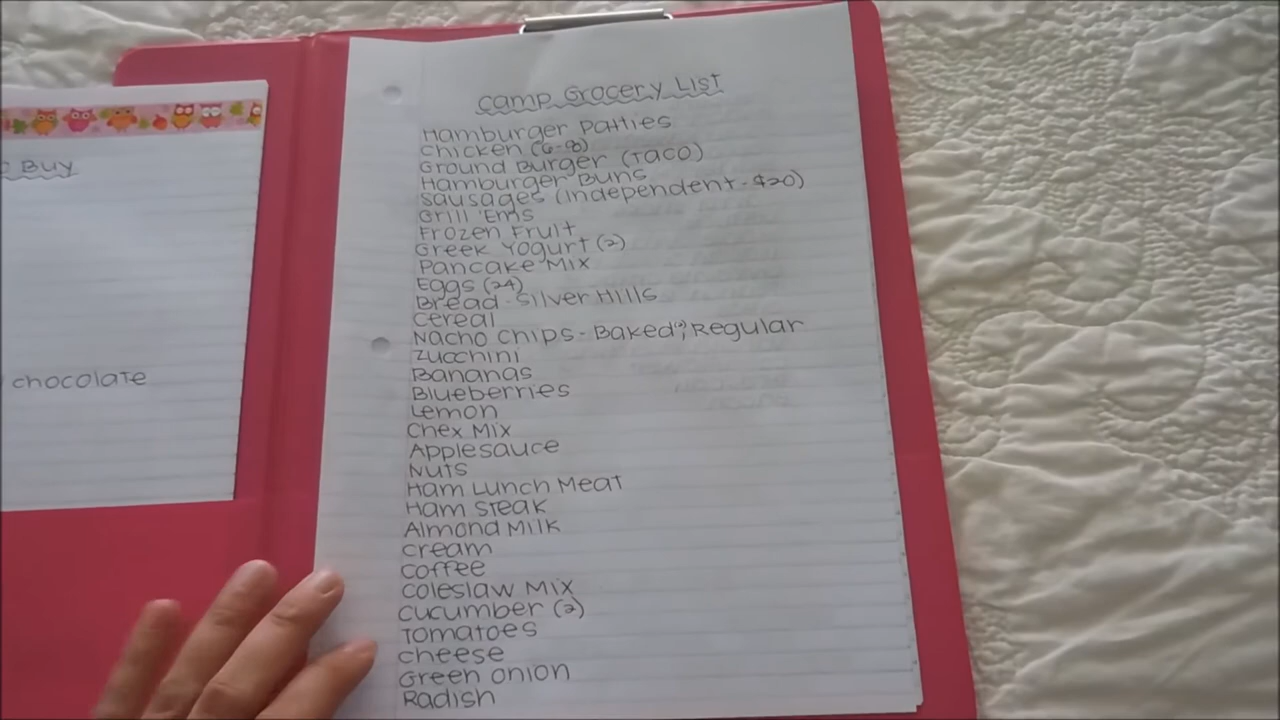 Buy
chocolate
Camp Grocery List
Hamburger Patties
Chicken (6-8)
Ground Burger (Taco)
Hamburger Buns
Sausages (Independent - $20)
Grill 'Ems
Frozen Fruit
Greek Yogurt (2)
Pancake Mix
Eggs (24)
Bread - Silver Hills
Cereal
Nacho Chips - Baked?, Regular
Zucchini
Bananas
Blueberries
Lemon
Chex Mix
Applesauce
Nuts
Ham Lunch Meat
Ham Steak
Almond Milk
Cream
Coffee
Coleslaw Mix
Cucumber (2)
Tomatoes
Cheese
Green Onion
Radish